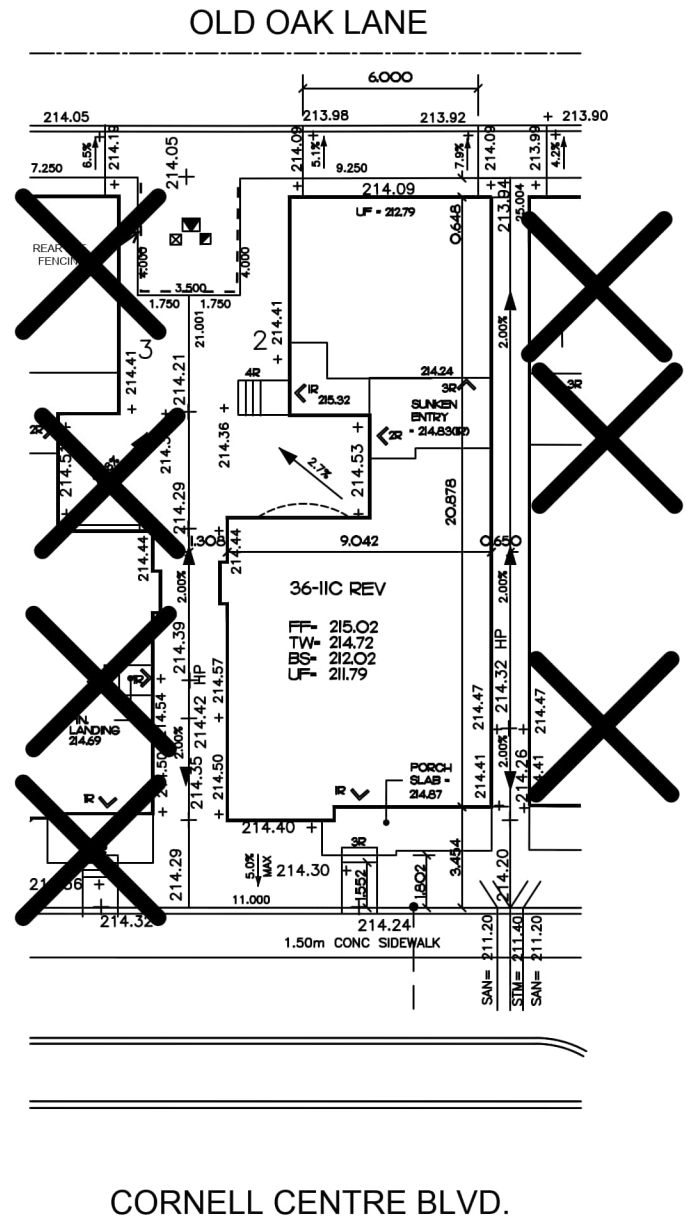 OLD OAK LANE
6.000
214.05
213.98
213.92
213.90
6.5%
214.05
214.09
5.1%
7.9%
214.09
213.99
4.2%
7.250
9.250
214.09
213.94
25.004
UF = 212.79
0.648
4.000
4.000
3.500
1.750
1.750
21.001
214.41
2.00%
3
2
214.41
214.21
4R
1R
215.32
214.24
3R
3R
SUNKEN
ENTRY
= 214.83(R2)
2R
2R
214.36
214.53
2.7%
214.29
20.878
214.44
1.308
214.44
9.042
0.650
2.00%
2.00%
36-11C REV
FF= 215.02
TW= 214.72
BS= 212.02
UF= 211.79
214.39
HP
214.57
214.32
HP
1R
214.54
214.42
214.47
214.47
LANDING
214.69
2.00%
2.00%
214.35
214.50
214.41
214.26
PORCH
SLAB =
214.87
1R
1R
214.40
3R
5.0%
MAX
214.30
214.29
1.552
1.802
3.454
214.20
11.000
214.32
214.24
1.50m CONC SIDEWALK
SAN= 211.20
STM= 211.40
SAN= 211.20
CORNELL CENTRE BLVD.